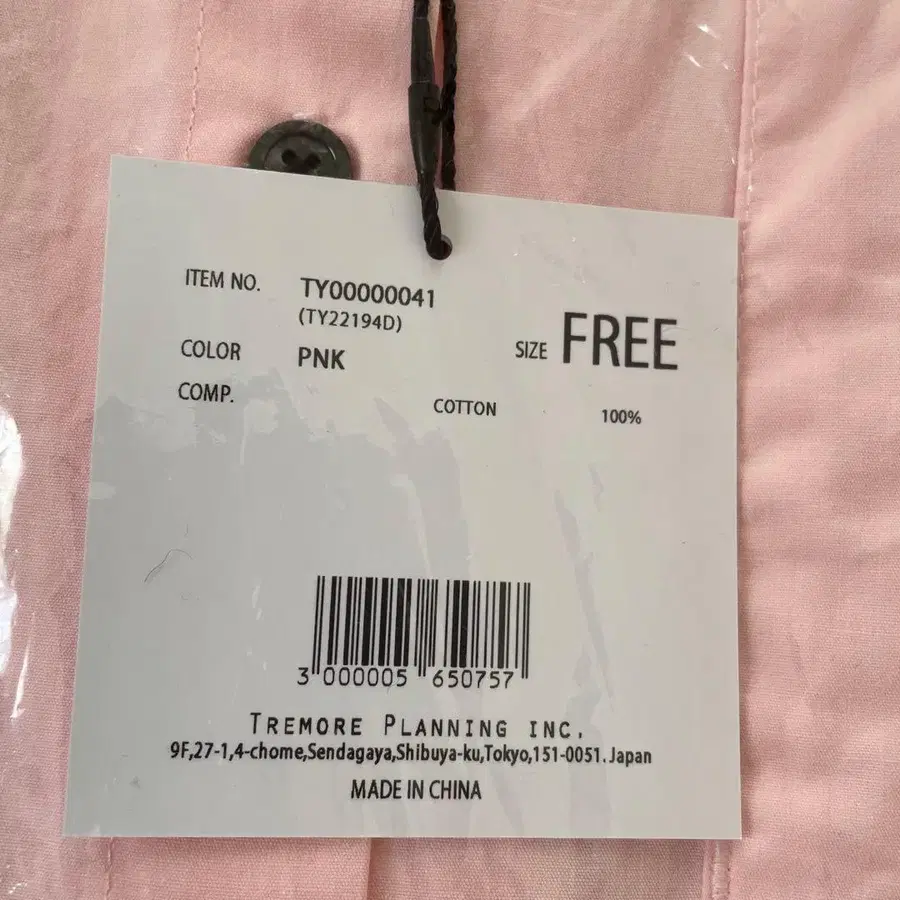 ITEM NO. TY00000041
(TY22194D)
COLOR PNK SIZE FREE
COMP. COTTON 100%
3 000005 650757
TREMORE PLANNING INC.
9F,27-1,4-chome,Sendagaya,Shibuya-ku,Tokyo,151-0051.Japan
MADE IN CHINA